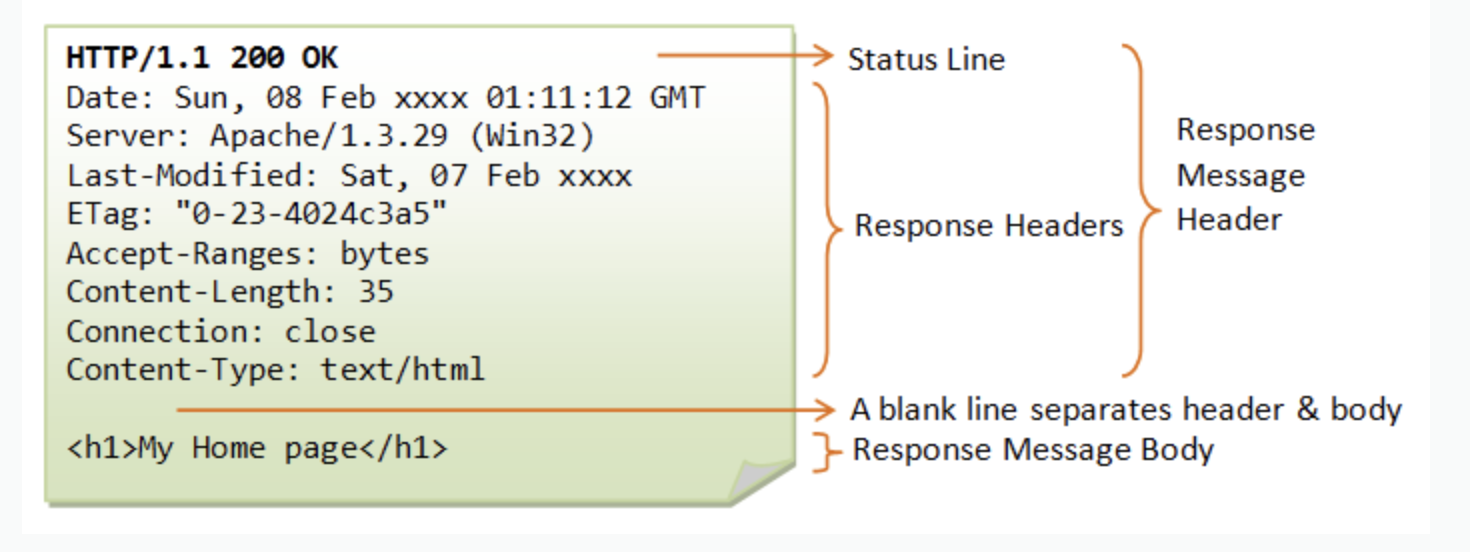 HTTP/1.1 200 OK
Date: Sun, 08 Feb xxxx 01:11:12 GMT
Server: Apache/1.3.29 (Win32)
Last-Modified: Sat, 07 Feb xxxx
ETag: "0-23-4024c3a5"
Accept-Ranges: bytes
Content-Length: 35
Connection: close
Content-Type: text/html
<h1>My Home page</h1>
Status Line
Response Headers
Response
Message
Header
A blank line separates header & body
Response Message Body